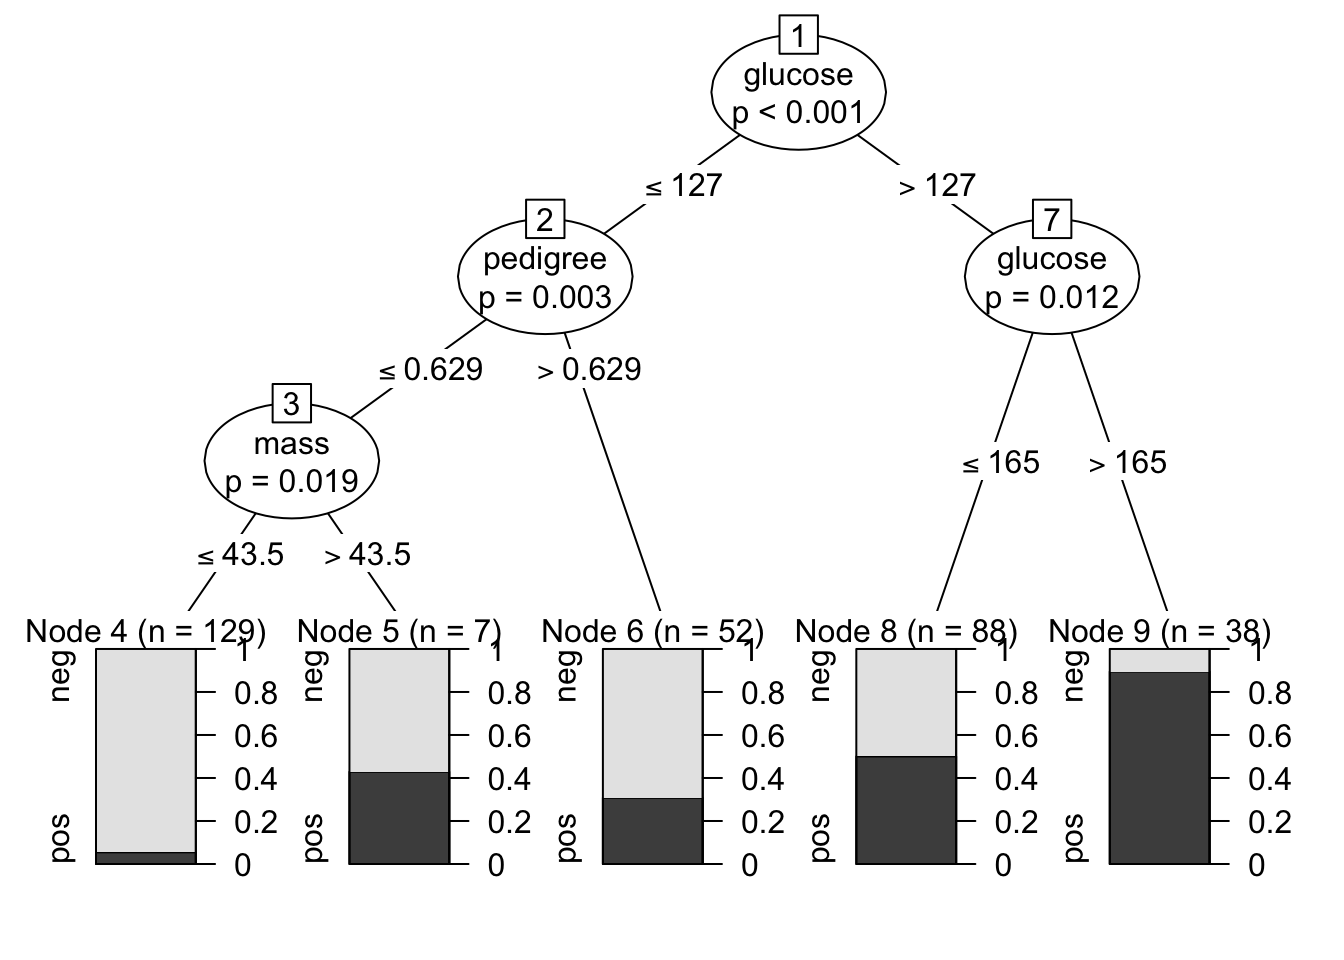 1
glucose
p < 0.001
≤ 127
> 127
2
pedigree
p = 0.003
7
glucose
p = 0.012
≤ 0.629
> 0.629
3
mass
p = 0.019
≤ 165
> 165
≤ 43.5
> 43.5
Node 4 (n = 129)
neg
pos
1
0.8
0.6
0.4
0.2
0
Node 5 (n = 7)
neg
pos
1
0.8
0.6
0.4
0.2
0
Node 6 (n = 52)
neg
pos
1
0.8
0.6
0.4
0.2
0
Node 8 (n = 88)
neg
pos
1
0.8
0.6
0.4
0.2
0
Node 9 (n = 38)
neg
pos
1
0.8
0.6
0.4
0.2
0